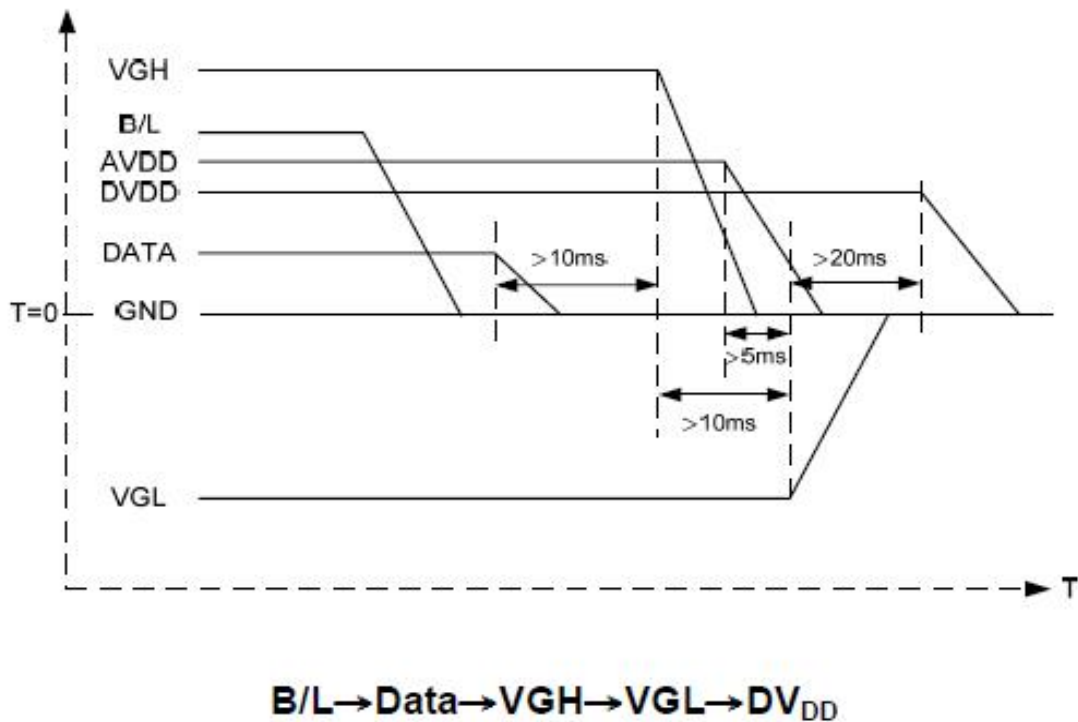 VGH
B/L
AVDD
DVDD
DATA
>10ms
>20ms
T=0
GND
>5ms
>10ms
VGL
T
B/L→Data→VGH→VGL→DVDD